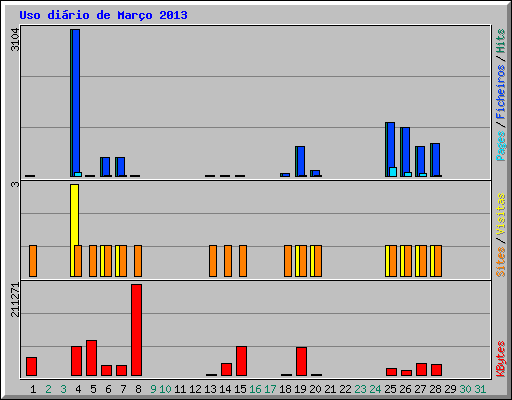 Uso diário de Março 2013
3104
3
211271
Pages / Ficheiros / Hits
Sites / Visitas
KBytes
1 2 3 4 5 6 7 8 9 10 11 12 13 14 15 16 17 18 19 20 21 22 23 24 25 26 27 28 29 30 31